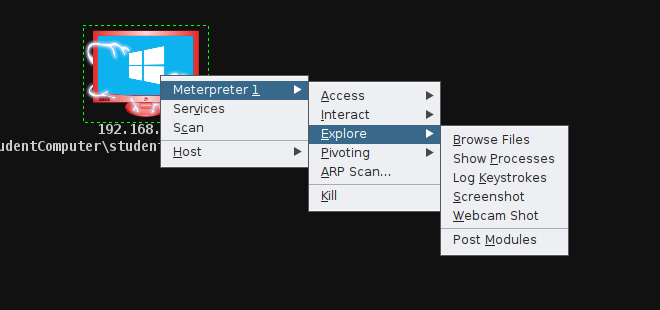 Meterpreter 1
Services
Scan
Host
Access
Interact
Explore
Pivoting
ARP Scan...
Kill
Browse Files
Show Processes
Log Keystrokes
Screenshot
Webcam Shot
Post Modules
192.168.
udentComputer\student